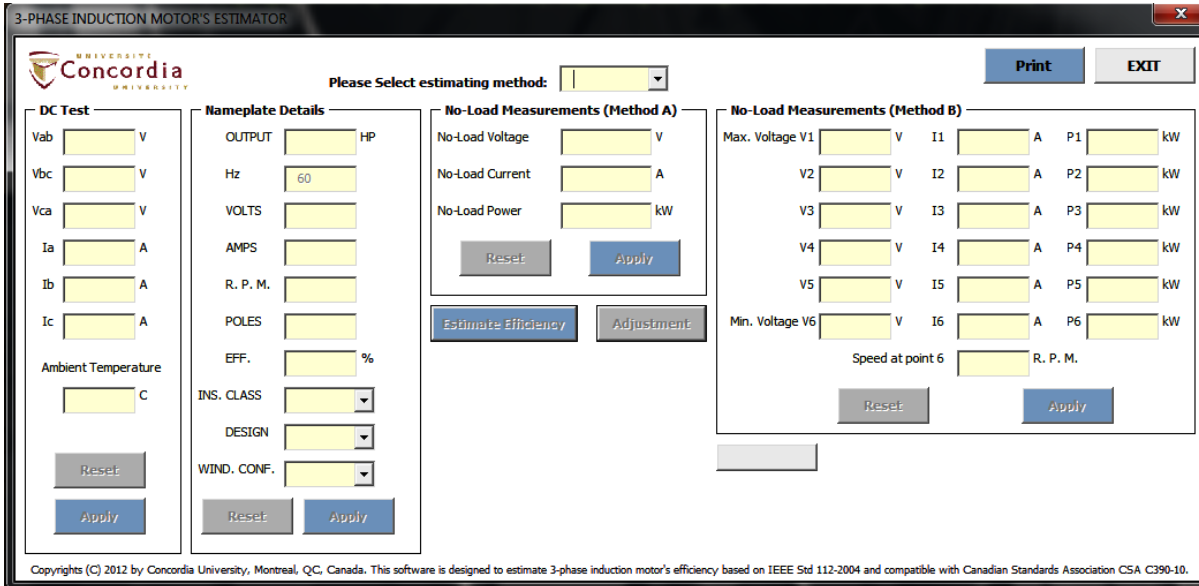 3-PHASE INDUCTION MOTOR'S ESTIMATOR
x
UNIVERSITÉ
Concordia
UNIVERSITY
Please Select estimating method:
Print
EXIT
DC Test
Vab V
Vbc V
Vca V
Ia A
Ib A
Ic A
Ambient Temperature
C
Reset
Apply
Nameplate Details
OUTPUT HP
Hz 60
VOLTS
AMPS
R. P. M.
POLES
EFF. %
INS. CLASS
DESIGN
WIND. CONF.
Reset Apply
No-Load Measurements (Method A)
No-Load Voltage V
No-Load Current A
No-Load Power kW
Reset Apply
Estimate Efficiency Adjustment
No-Load Measurements (Method B)
Max. Voltage V1 V I1 A P1 kW
V2 V I2 A P2 kW
V3 V I3 A P3 kW
V4 V I4 A P4 kW
V5 V I5 A P5 kW
Min. Voltage V6 V I6 A P6 kW
Speed at point 6 R. P. M.
Reset Apply
Copyrights (C) 2012 by Concordia University, Montreal, QC, Canada. This software is designed to estimate 3-phase induction motor's efficiency based on IEEE Std 112-2004 and compatible with Canadian Standards Association CSA C390-10.